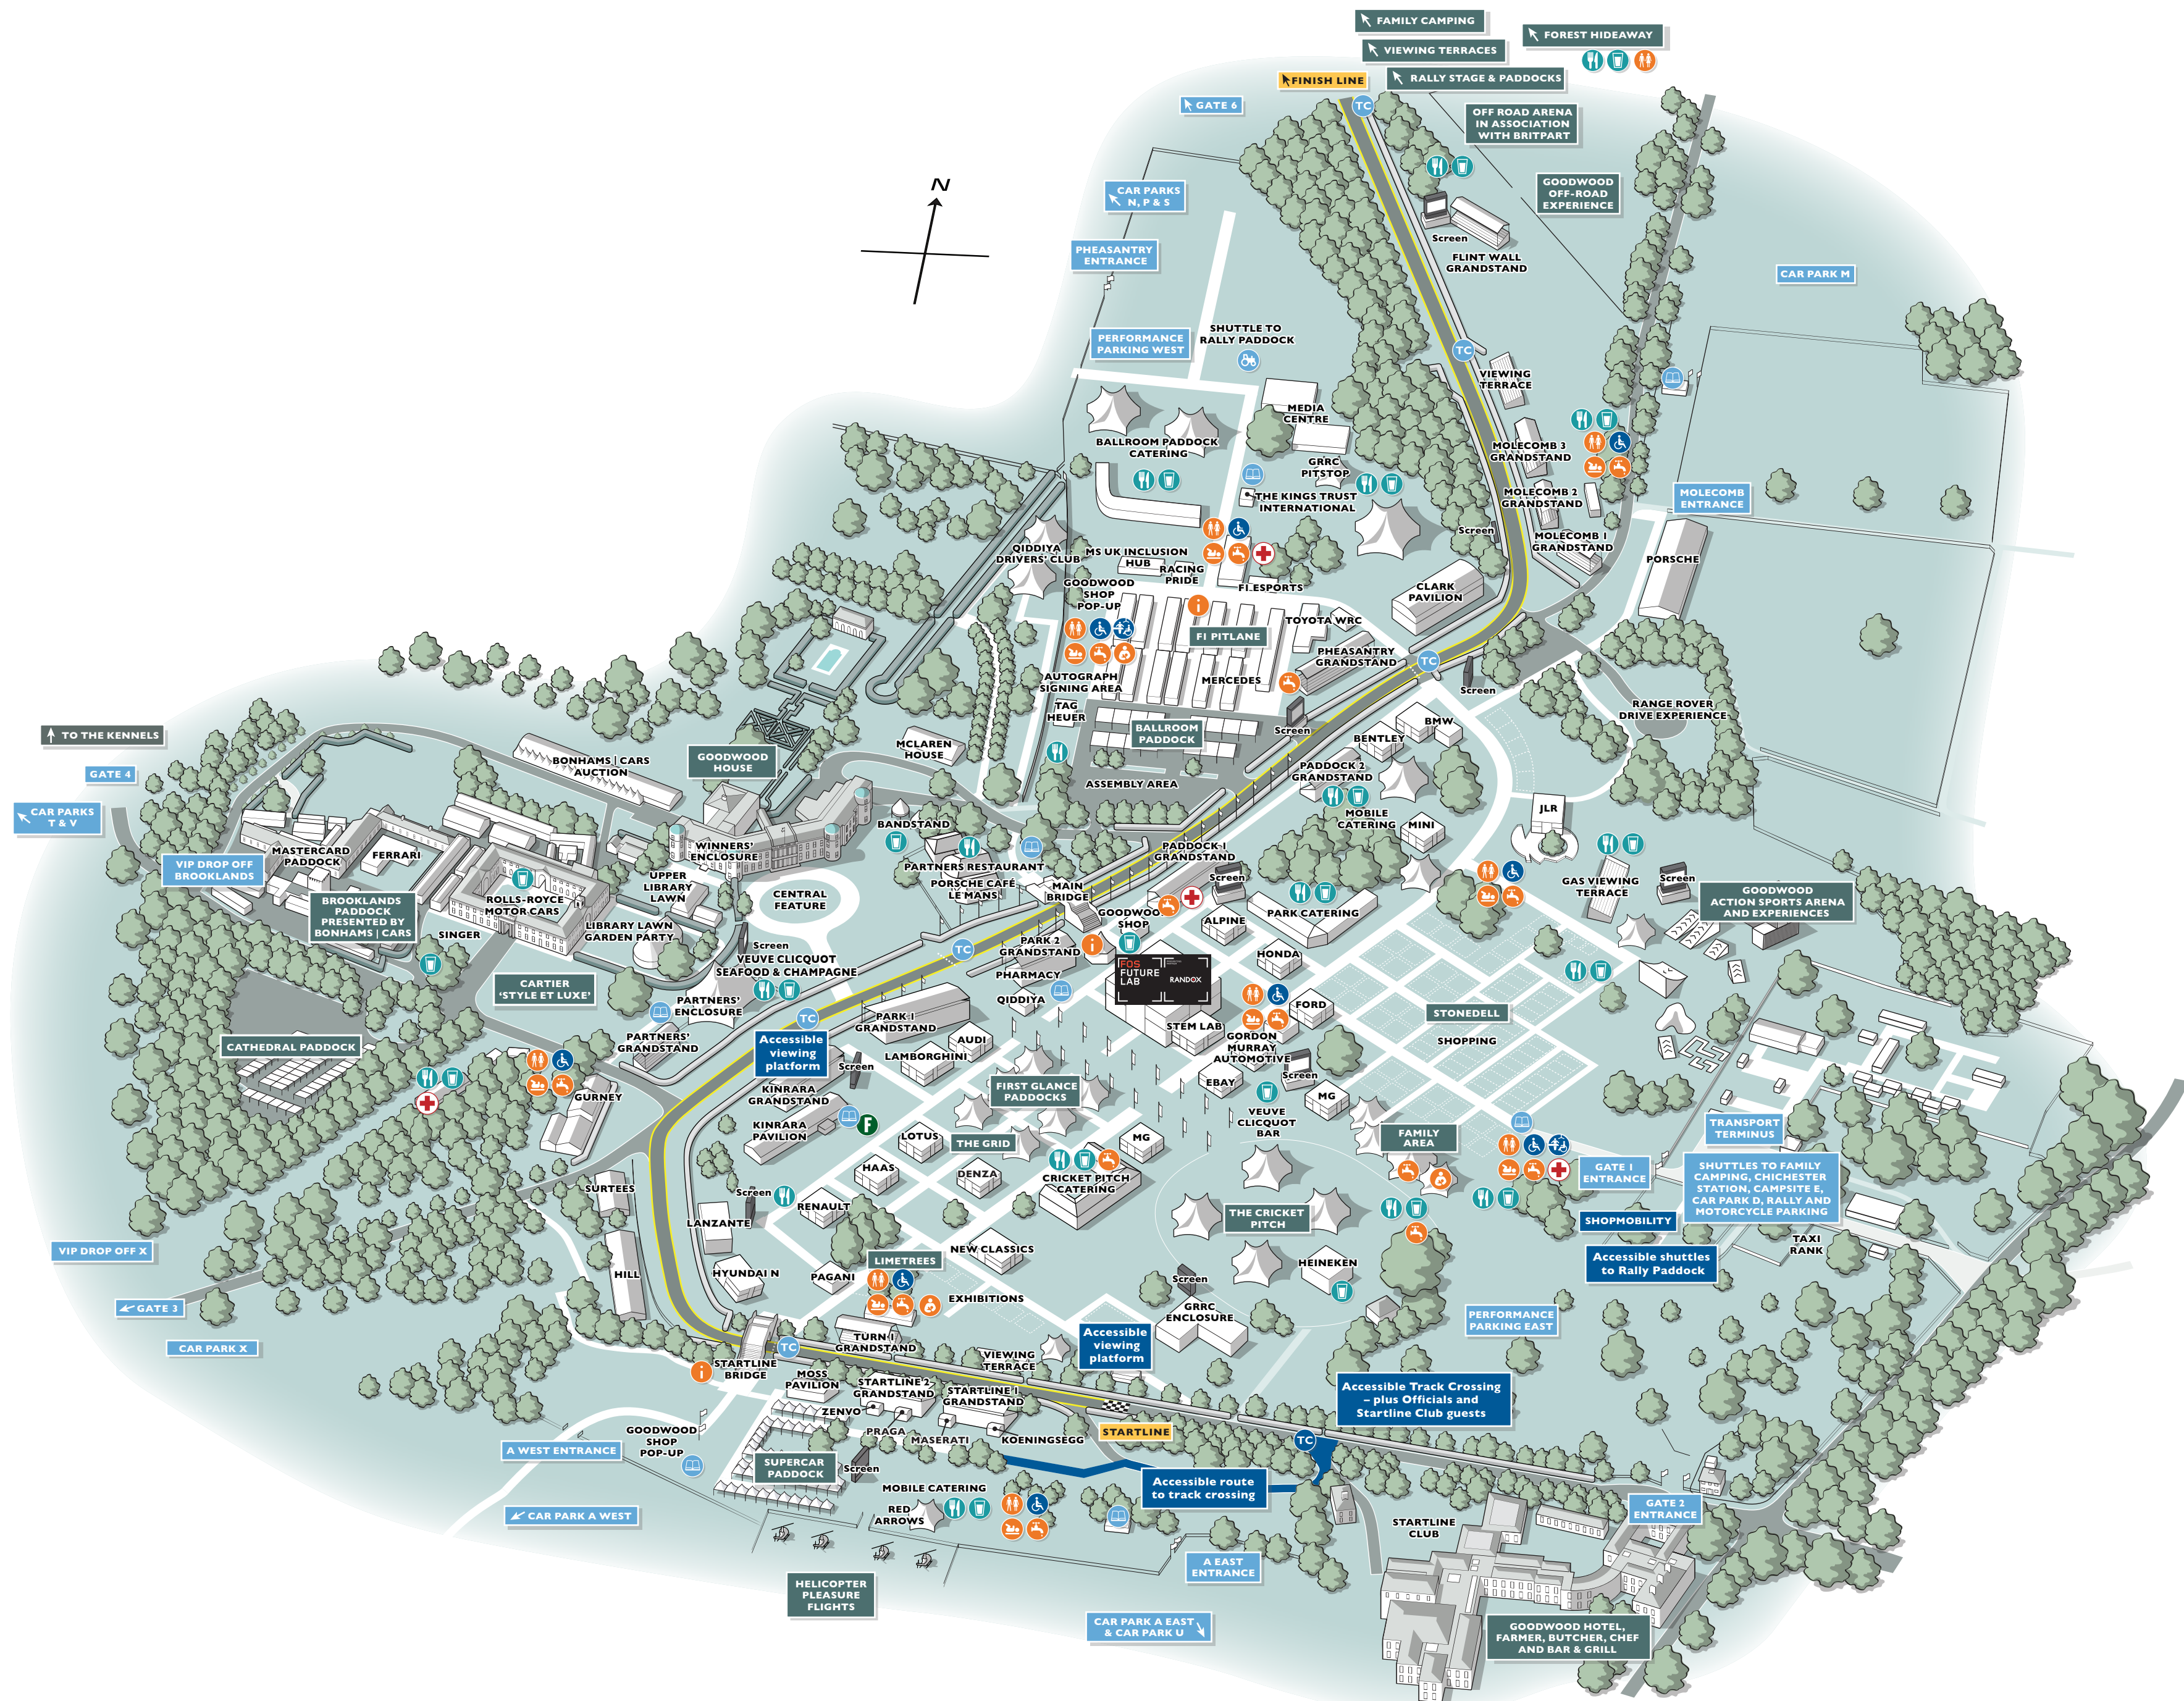 FAMILY CAMPING
VIEWING TERRACES
FOREST HIDEAWAY
FINISH LINE
RALLY STAGE & PADDOCKS
GATE 6
TC
OFF ROAD ARENA
IN ASSOCIATION
WITH BRITPART
GOODWOOD
OFF-ROAD
EXPERIENCE
N
CAR PARKS
N, P & S
PHEASANTRY
ENTRANCE
Screen
FLINT WALL
GRANDSTAND
CAR PARK M
PERFORMANCE
PARKING WEST
SHUTTLE TO
RALLY PADDOCK
TC
VIEWING
TERRACE
MEDIA
CENTRE
BALLROOM PADDOCK
CATERING
GRRC
PITSTOP
THE KINGS TRUST
INTERNATIONAL
MOLECOMB 3
GRANDSTAND
MOLECOMB 2
GRANDSTAND
MOLECOMB 1
GRANDSTAND
MOLECOMB
ENTRANCE
Screen
PORSCHE
QIDDIYA
DRIVERS' CLUB
MS UK INCLUSION
HUB
RACING
PRIDE
F1 ESPORTS
GOODWOOD
SHOP
POP-UP
i
CLARK
PAVILION
F1 PITLANE
TOYOTA WRC
PHEASANTRY
GRANDSTAND
TC
Screen
MERCEDES
AUTOGRAPH
SIGNING AREA
TAG
HEUER
BALLROOM
PADDOCK
Screen
BMW
BENTLEY
RANGE ROVER
DRIVE EXPERIENCE
TO THE KENNELS
GATE 4
CAR PARKS
T & V
BONHAMS | CARS
AUCTION
GOODWOOD
HOUSE
MCLAREN
HOUSE
ASSEMBLY AREA
PADDOCK 2
GRANDSTAND
MOBILE
CATERING
MINI
JLR
VIP DROP OFF
BROOKLANDS
MASTERCARD
PADDOCK
FERRARI
WINNERS'
ENCLOSURE
BANDSTAND
PARTNERS RESTAURANT
PORSCHE CAFÉ
LE MANS
PADDOCK 1
GRANDSTAND
MAIN
BRIDGE
Screen
GAS VIEWING
TERRACE
Screen
GOODWOOD
ACTION SPORTS ARENA
AND EXPERIENCES
BROOKLANDS
PADDOCK
PRESENTED BY
BONHAMS | CARS
ROLLS-ROYCE
MOTOR CARS
UPPER
LIBRARY
LAWN
CENTRAL
FEATURE
GOODWOOD
SHOP
ALPINE
PARK CATERING
SINGER
LIBRARY LAWN
GARDEN PARTY
Screen
VEUVE CLICQUOT
SEAFOOD & CHAMPAGNE
TC
PARK 2
GRANDSTAND
i
PHARMACY
QIDDIYA
FOS
FUTURE
LAB
RANDOX
HONDA
CARTIER
'STYLE ET LUXE'
PARTNERS'
ENCLOSURE
PARTNERS'
GRANDSTAND
TC
PARK 1
GRANDSTAND
STEM LAB
FORD
STONEDELL
SHOPPING
CATHEDRAL PADDOCK
Accessible
viewing
platform
AUDI
LAMBORGHINI
Screen
GORDON
MURRAY
AUTOMOTIVE
Screen
EBAY
MG
GURNEY
KINRARA
GRANDSTAND
KINRARA
PAVILION
F
FIRST GLANCE
PADDOCKS
VEUVE
CLICQUOT
BAR
FAMILY
AREA
TRANSPORT
TERMINUS
LOTUS
THE GRID
MG
HAAS
DENZA
CRICKET PITCH
CATERING
GATE 1
ENTRANCE
SHUTTLES TO FAMILY
CAMPING, CHICHESTER
STATION, CAMPSITE E,
CAR PARK D, RALLY AND
MOTORCYCLE PARKING
SURTEES
Screen
RENAULT
LANZANTE
THE CRICKET
PITCH
SHOPMOBILITY
TAXI
RANK
Accessible shuttles
to Rally Paddock
VIP DROP OFF X
NEW CLASSICS
LIMETREES
HILL
HYUNDAI N
PAGANI
EXHIBITIONS
HEINEKEN
Screen
GRRC
ENCLOSURE
GATE 3
CAR PARK X
PERFORMANCE
PARKING EAST
TC
TURN 1
GRANDSTAND
Accessible
viewing
platform
VIEWING
TERRACE
i
STARTLINE
BRIDGE
MOSS
PAVILION
STARTLINE 2
GRANDSTAND
STARTLINE 1
GRANDSTAND
Accessible Track Crossing
– plus Officials and
Startline Club guests
ZENVO
PRAGA
MASERATI
KOENINGSEGG
STARTLINE
TC
A WEST ENTRANCE
GOODWOOD
SHOP
POP-UP
SUPERCAR
PADDOCK
Screen
MOBILE CATERING
RED
ARROWS
Accessible route
to track crossing
CAR PARK A WEST
STARTLINE
CLUB
GATE 2
ENTRANCE
A EAST
ENTRANCE
HELICOPTER
PLEASURE
FLIGHTS
CAR PARK A EAST
& CAR PARK U
GOODWOOD HOTEL,
FARMER, BUTCHER, CHEF
AND BAR & GRILL